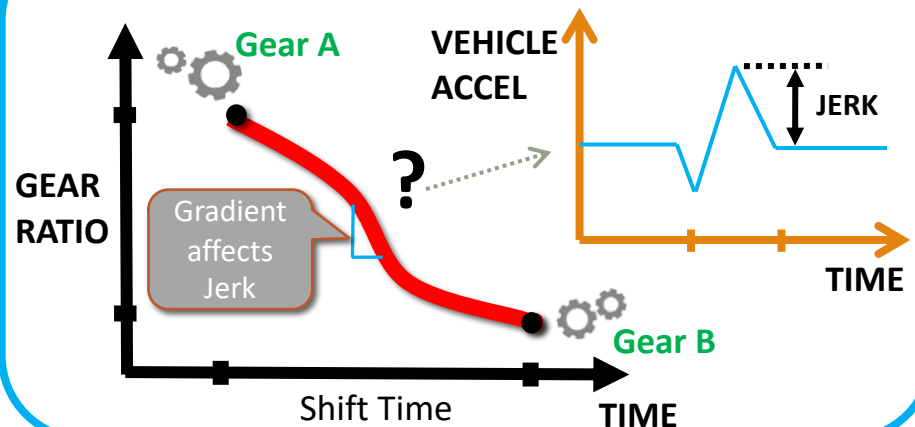 Gear A
GEAR
RATIO
Gradient
affects
Jerk
?
Gear B
Shift Time
TIME
VEHICLE
ACCEL
JERK
TIME